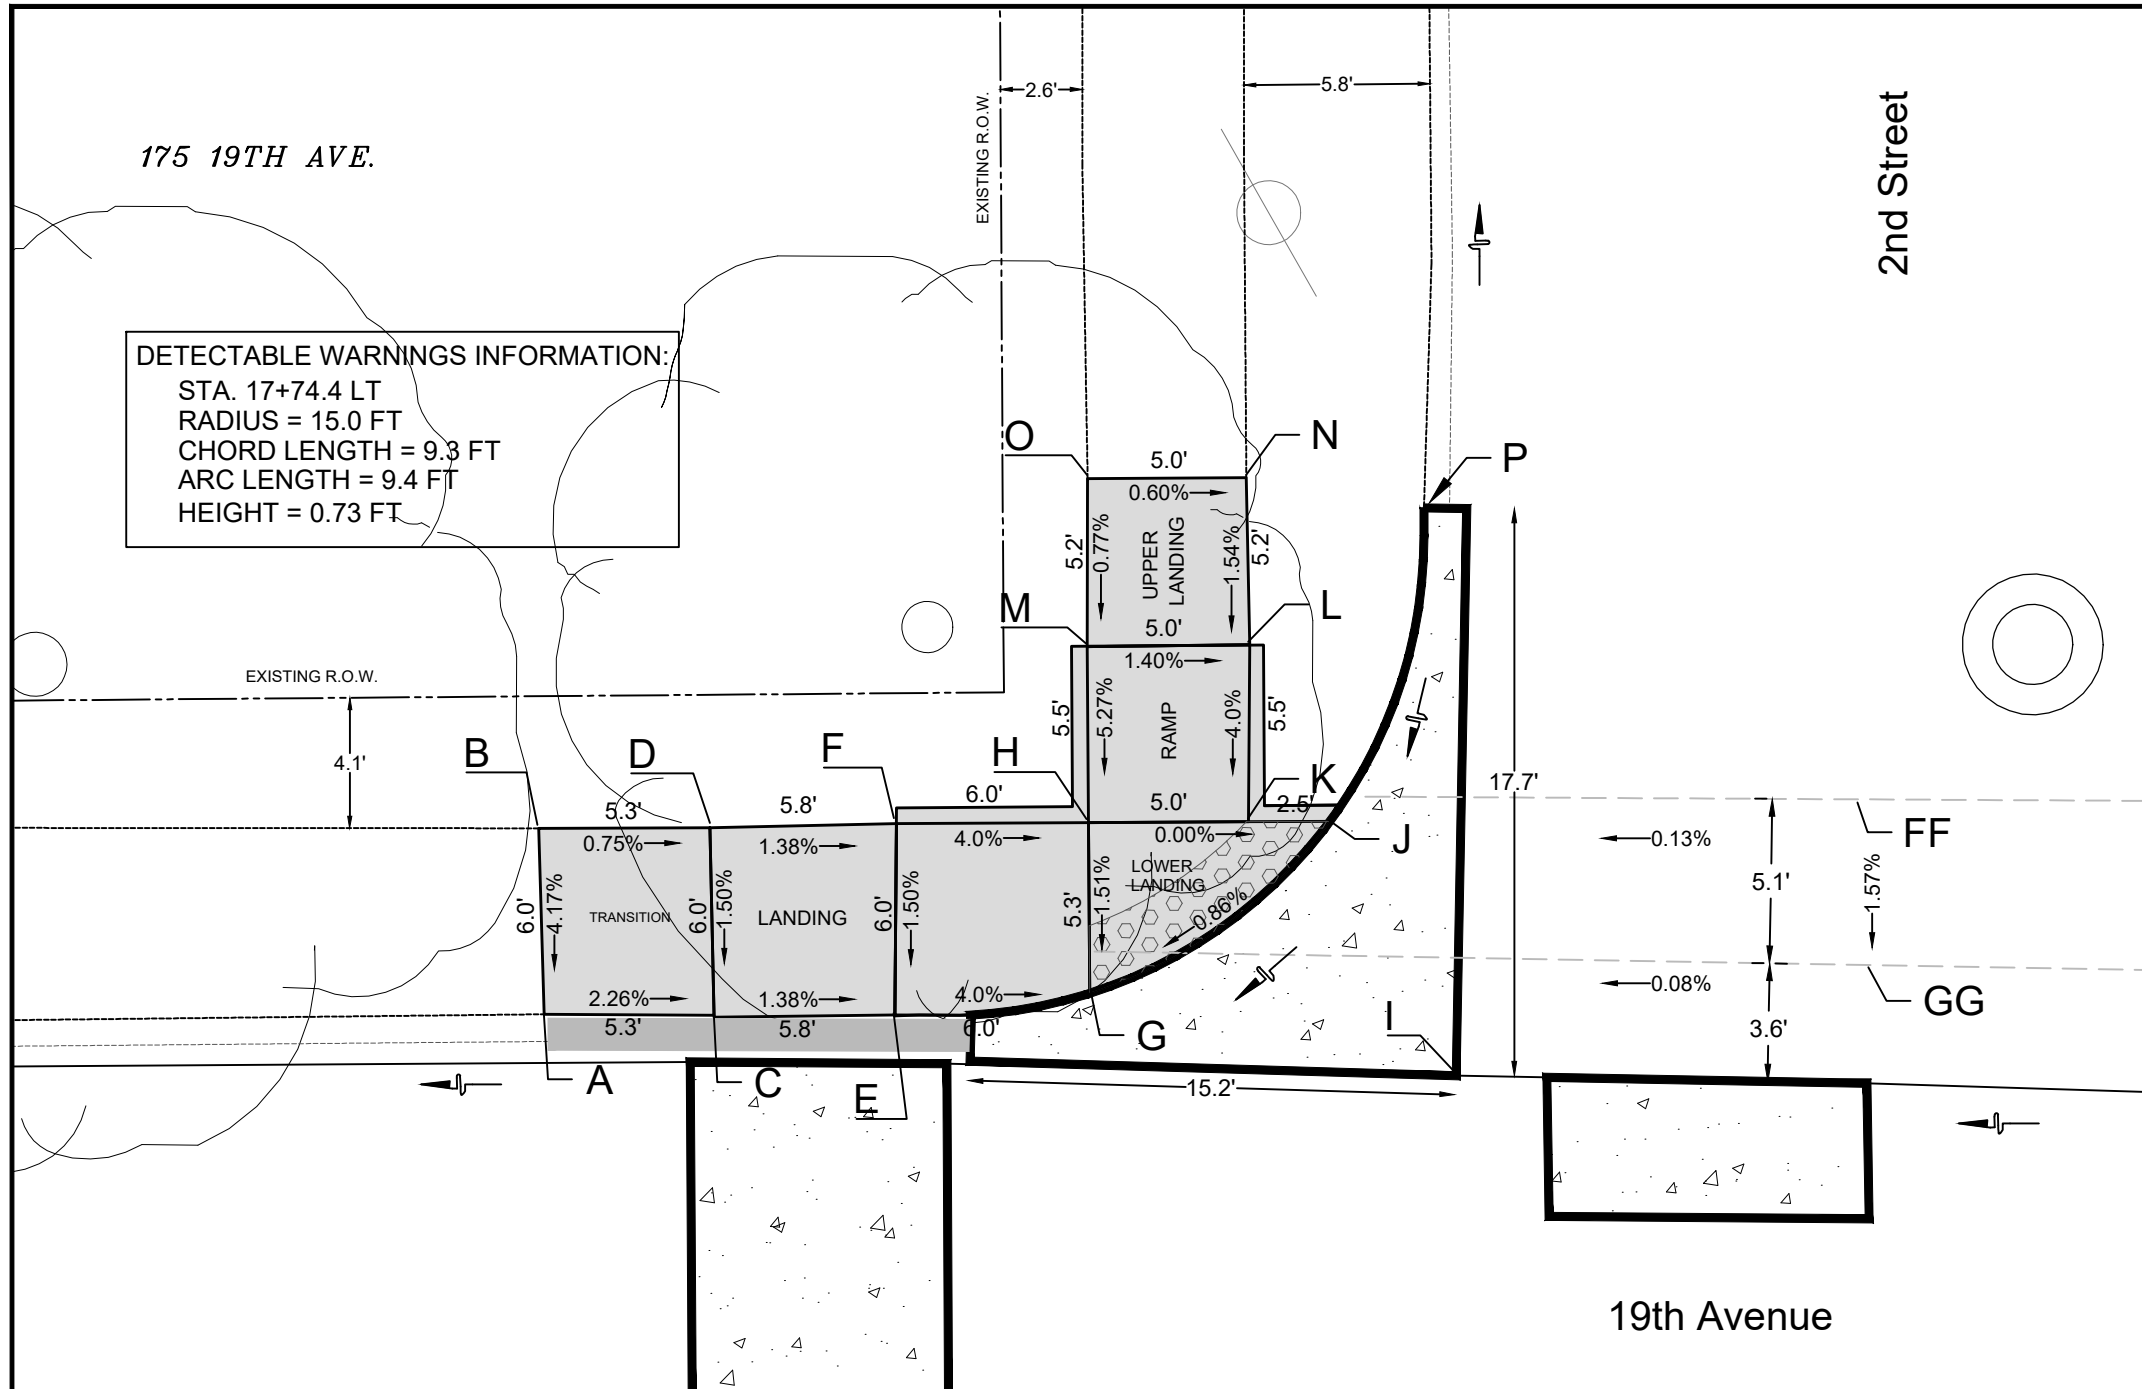 2.6'
5.8'
EXISTING R.O.W.
2nd Street
175 19TH AVE.
DETECTABLE WARNINGS INFORMATION:
STA. 17+74.4 LT
RADIUS = 15.0 FT
CHORD LENGTH = 9.3 FT
ARC LENGTH = 9.4 FT
HEIGHT = 0.73 FT
O
N
P
5.0'
0.60%
5.2'
0.77%
UPPER
LANDING
1.54%
5.2'
M
L
5.0'
1.40%
5.5'
5.27%
RAMP
4.0%
5.5'
EXISTING R.O.W.
4.1'
B
D
F
H
K
17.7'
5.3'
5.8'
6.0'
5.0'
2.5'
0.75%
1.38%
4.0%
0.00%
J
0.13%
FF
LOWER
LANDING
6.0'
4.17%
TRANSITION
6.0'
1.50%
LANDING
6.0'
1.50%
5.3'
1.51%
0.86%
5.1'
1.57%
2.26%
1.38%
4.0%
0.08%
GG
5.3'
5.8'
6.0'
G
I
3.6'
A
C
E
15.2'
19th Avenue